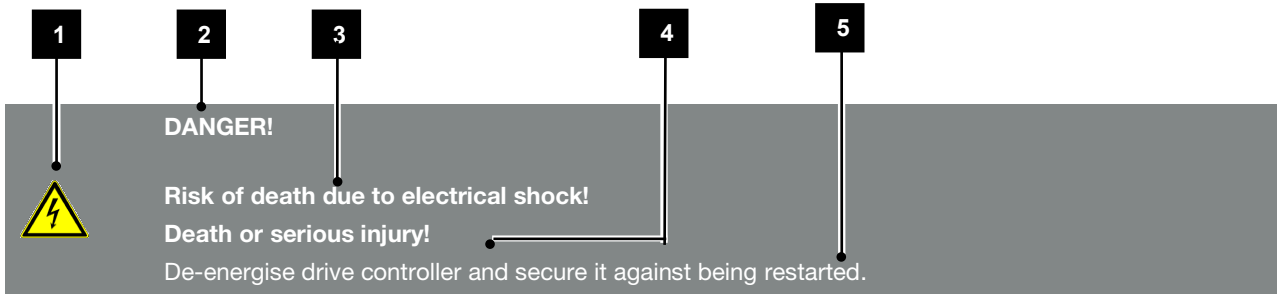 1 2 3 4 5
DANGER!
Risk of death due to electrical shock!
Death or serious injury!
De-energise drive controller and secure it against being restarted.